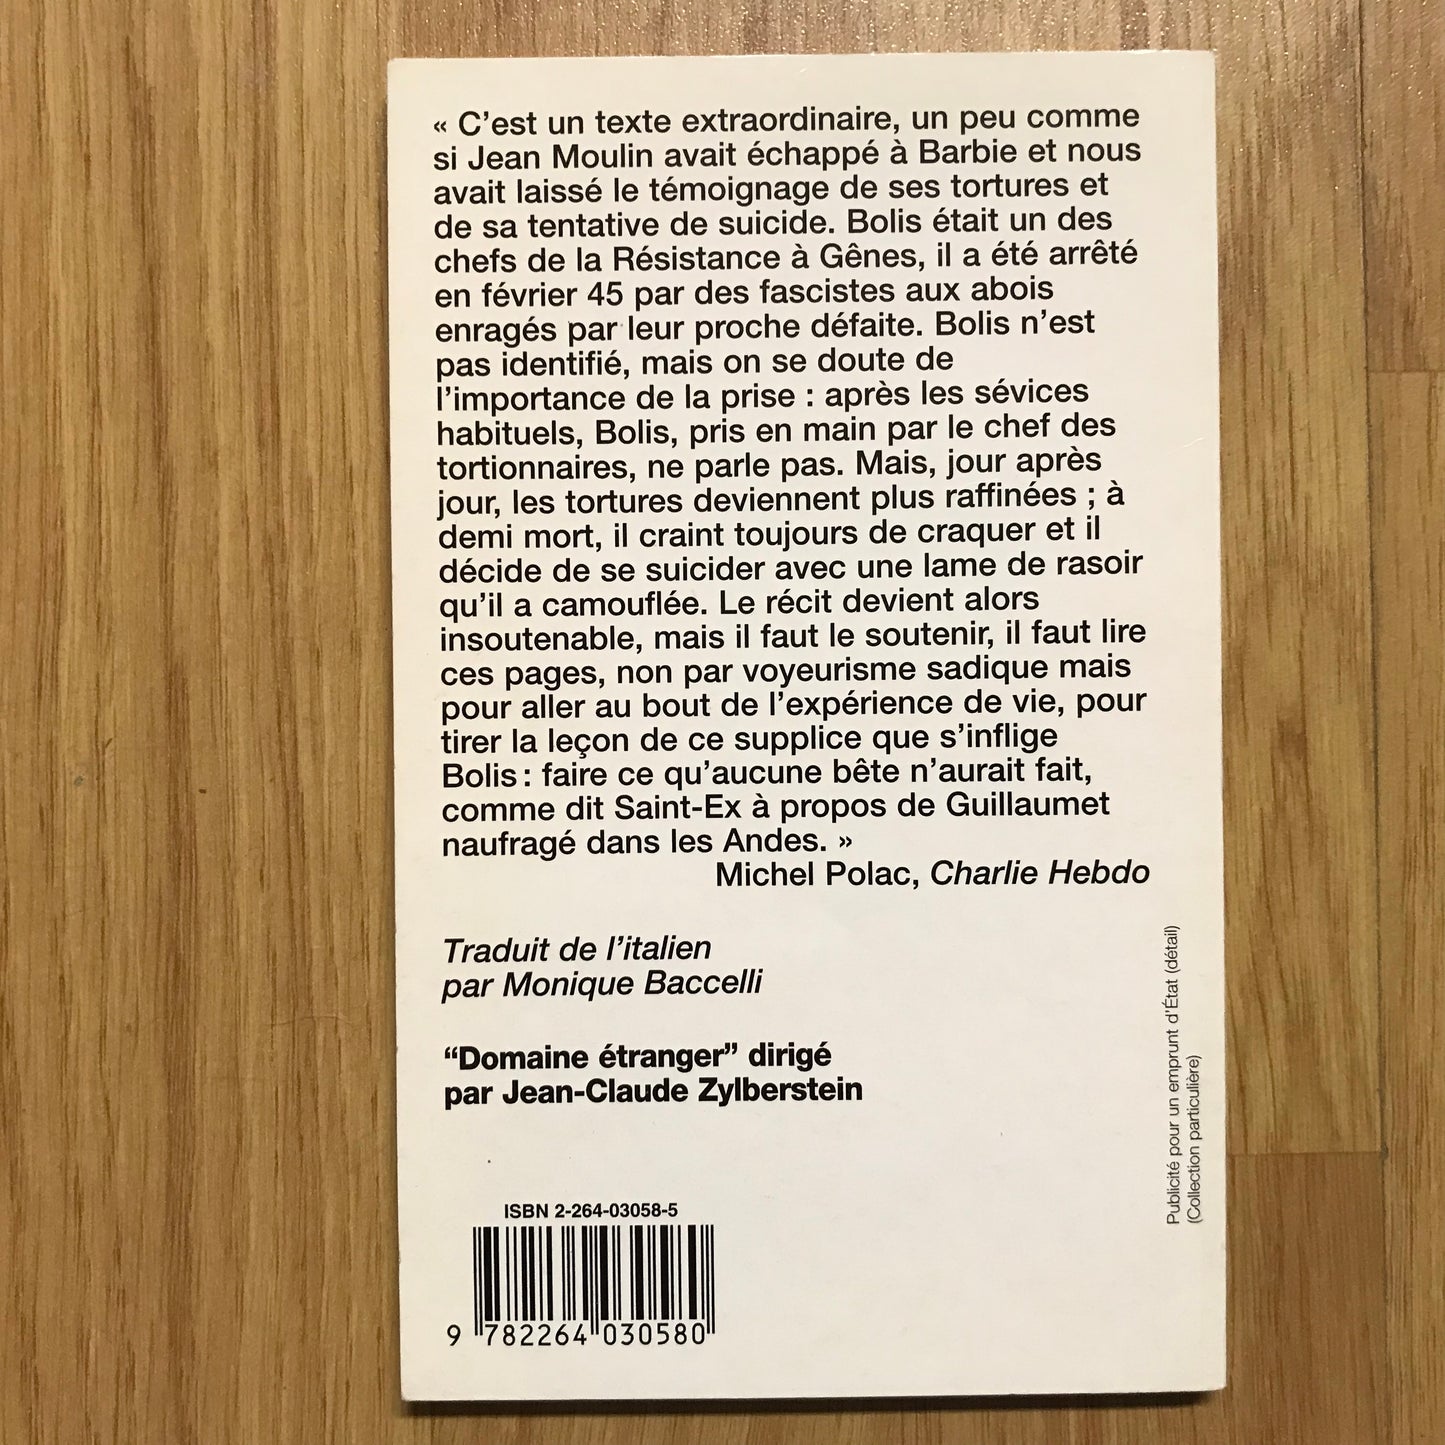 « C’est un texte extraordinaire, un peu comme
si Jean Moulin avait échappé à Barbie et nous
avait laissé le témoignage de ses tortures et
de sa tentative de suicide. Bolis était un des
chefs de la Résistance à Gênes, il a été arrêté
en février 45 par des fascistes aux abois
enragés par leur proche défaite. Bolis n’est
pas identifié, mais on se doute de
l’importance de la prise : après les sévices
habituels, Bolis, pris en main par le chef des
tortionnaires, ne parle pas. Mais, jour après
jour, les tortures deviennent plus raffinées ; à
demi mort, il craint toujours de craquer et il
décide de se suicider avec une lame de rasoir
qu’il a camouflée. Le récit devient alors
insoutenable, mais il faut le soutenir, il faut lire
ces pages, non par voyeurisme sadique mais
pour aller au bout de l’expérience de vie, pour
tirer la leçon de ce supplice que s’inflige
Bolis : faire ce qu’aucune bête n’aurait fait,
comme dit Saint-Ex à propos de Guillaumet
naufragé dans les Andes. »
Michel Polac, Charlie Hebdo
Traduit de l’italien
par Monique Baccelli
“Domaine étranger” dirigé
par Jean-Claude Zylberstein
Publicité pour un emprunt d’État (détail)
(Collection particulière)
ISBN 2-264-03058-5
9 782264 030580